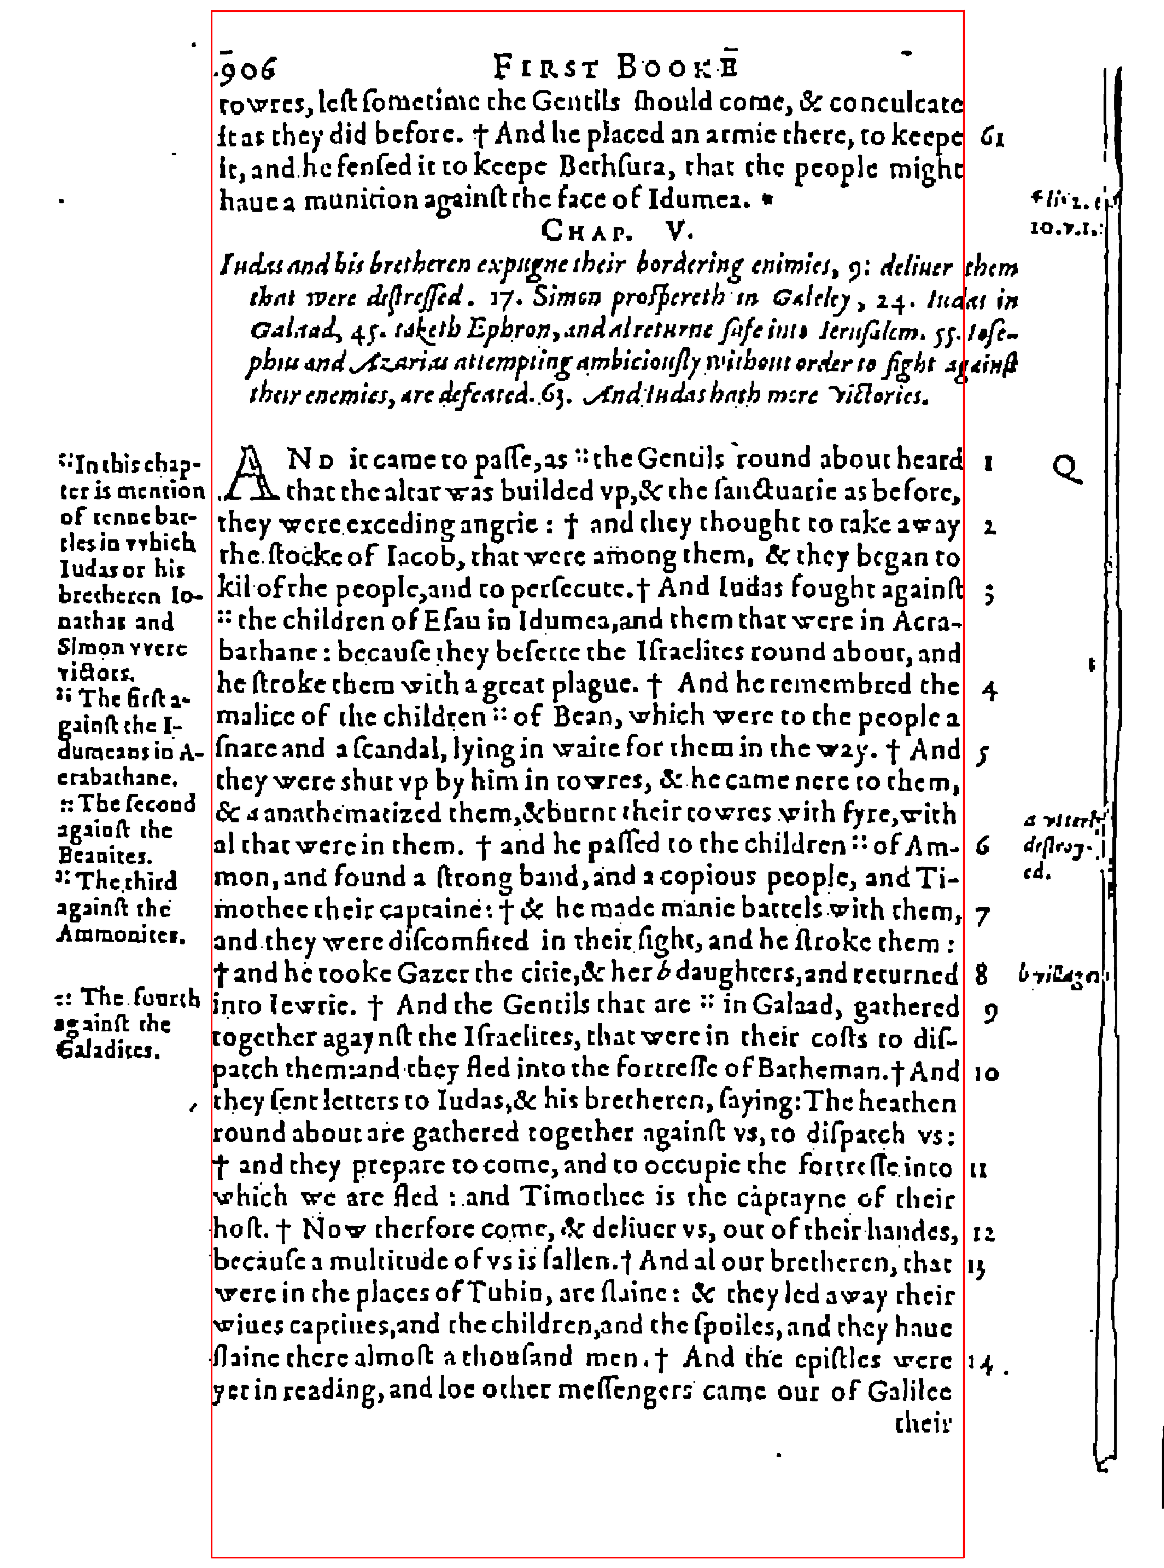 906 FIRST BOOKE
towres, lest sometime the Gentils should come, & conculcate
it as they did before. † And he placed an armie there, to keepe 61
it, and he fensed it to keepe Bethsura, that the people might
haue a munition against the face of Idumea.
10.v.1.
CHAP. V.
Iudas and his bretheren expugne their bordering enimies, 9: deliuer them
that were distressed. 17. Simon prospereth in Galeley, 24. Iudas in
Galaad, 45. taketh Ephron, and al returne safe into Ierusalem. 55. Iose-
phus and Azarias attempting ambiciously without order to fight against
their enemies, are defeated. 63. And Iudas hath more victories.
AND it came to passe, as :: the Gentils round about heard 1
that the altar was builded vp, & the sanctuarie as before,
they were exceding angrie: † and they thought to take away 2
the stocke of Iacob, that were among them, & they began to
kil of the people, and to persecute. † And Iudas fought against 3
:: the children of Esau in Idumea, and them that were in Acra-
bathane: because they besette the Israelites round about, and
he stroke them with a great plague. † And he remembred the 4
malice of the children :: of Bean, which were to the people a
snare and a scandal, lying in waite for them in the way. † And 5
they were shut vp by him in towres, & he came nere to them,
& a anathematized them, & burnt their towres with fyre, with
al that were in them. † and he passed to the children :: of Am- 6
mon, and found a strong band, and a copious people, and Ti-
mothee their captaine: † & he made manie battels with them, 7
and they were discomfited in their sight, and he stroke them:
† and he tooke Gazer the citie, & her b daughters, and returned 8
into Iewrie. † And the Gentils that are :: in Galaad, gathered 9
together agaynst the Israelites, that were in their costs to dis-
patch them: and they fled into the fortresse of Batheman. † And 10
they sent letters to Iudas, & his bretheren, saying: The heathen
round about are gathered together against vs, to dispatch vs:
† and they prepare to come, and to occupie the fortresse into 11
which we are fled: and Timothee is the captayne of their
host. † Now therfore come, & deliuer vs, out of their handes, 12
because a multitude of vs is fallen. † And al our bretheren, that 13
were in the places of Tubin, are slaine: & they led away their
wiues captiues, and the children, and the spoiles, and they haue
slaine there almost a thousand men. † And the epistles were 14
yet in reading, and loe other messengers came out of Galilee
their
:: In this chap-
ter is mention
of tenne bat-
tles in which
Iudas or his
bretheren Io-
nathas and
Simon vvere
victors.
:: The first a-
gainst the I-
dumeans in A-
crabathane.
:: The second
against the
Beanites.
:: The third
against the
Ammonites.
:: The fourth
against the
Galadites.
Q
a vtterly
destroy-
ed.
b